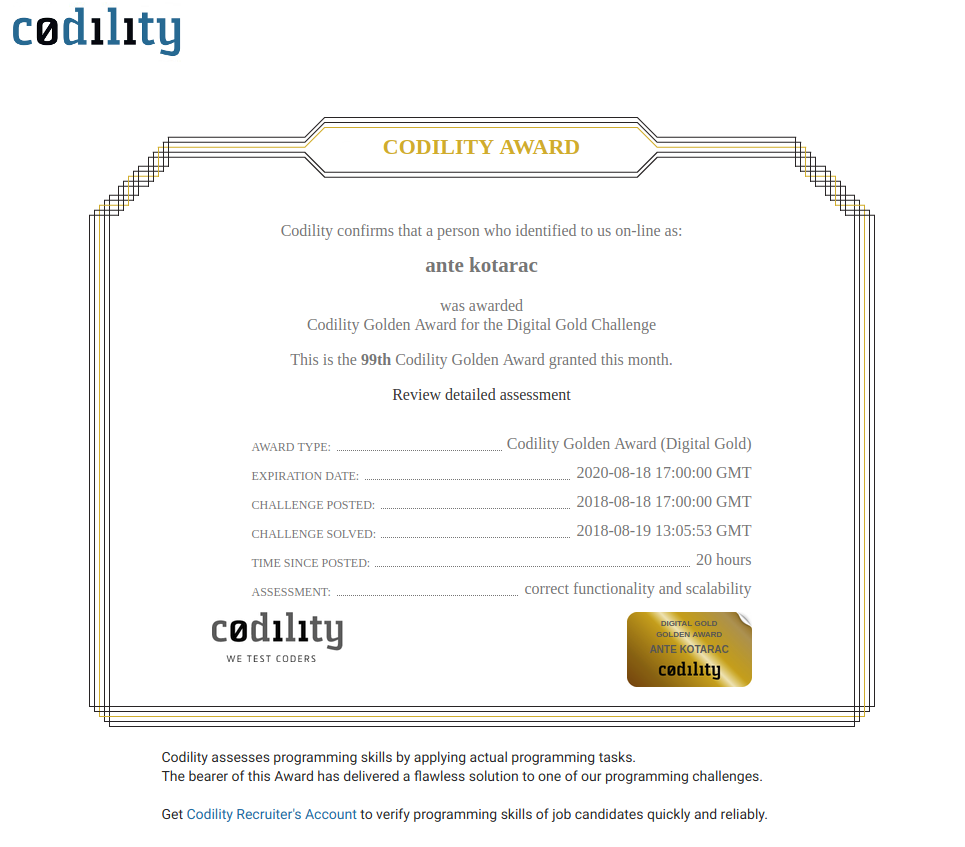 codility
CODILITY AWARD
Codility confirms that a person who identified to us on-line as:
ante kotarac
was awarded
Codility Golden Award for the Digital Gold Challenge
This is the 99th Codility Golden Award granted this month.
Review detailed assessment
AWARD TYPE: Codility Golden Award (Digital Gold)
EXPIRATION DATE: 2020-08-18 17:00:00 GMT
CHALLENGE POSTED: 2018-08-18 17:00:00 GMT
CHALLENGE SOLVED: 2018-08-19 13:05:53 GMT
TIME SINCE POSTED: 20 hours
ASSESSMENT: correct functionality and scalability
codility
WE TEST CODERS
DIGITAL GOLD
GOLDEN AWARD
ANTE KOTARAC
codility
Codility assesses programming skills by applying actual programming tasks.
The bearer of this Award has delivered a flawless solution to one of our programming challenges.
Get Codility Recruiter's Account to verify programming skills of job candidates quickly and reliably.